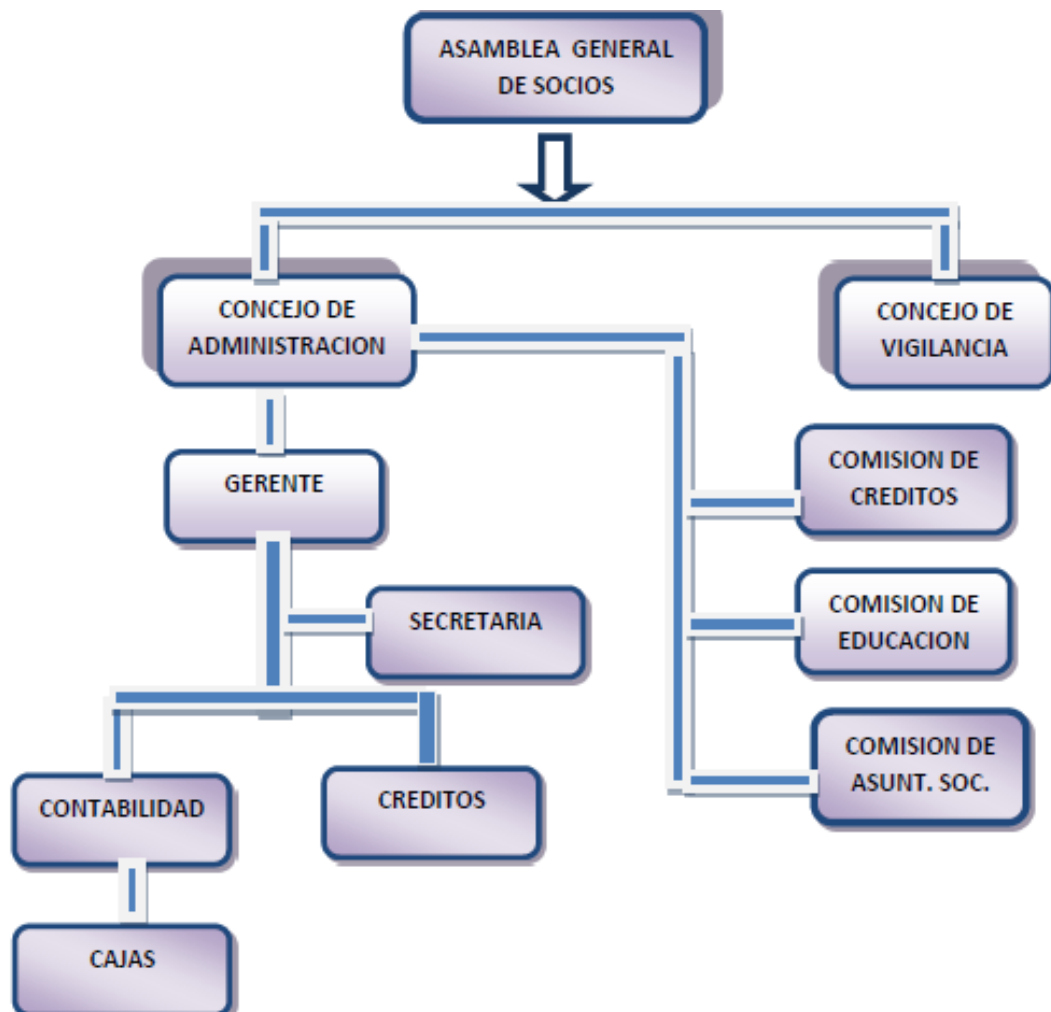 ASAMBLEA GENERAL
DE SOCIOS
CONCEJO DE
ADMINISTRACION
CONCEJO DE
VIGILANCIA
GERENTE
COMISION DE
CREDITOS
SECRETARIA
COMISION DE
EDUCACION
COMISION DE
ASUNT. SOC.
CONTABILIDAD
CREDITOS
CAJAS